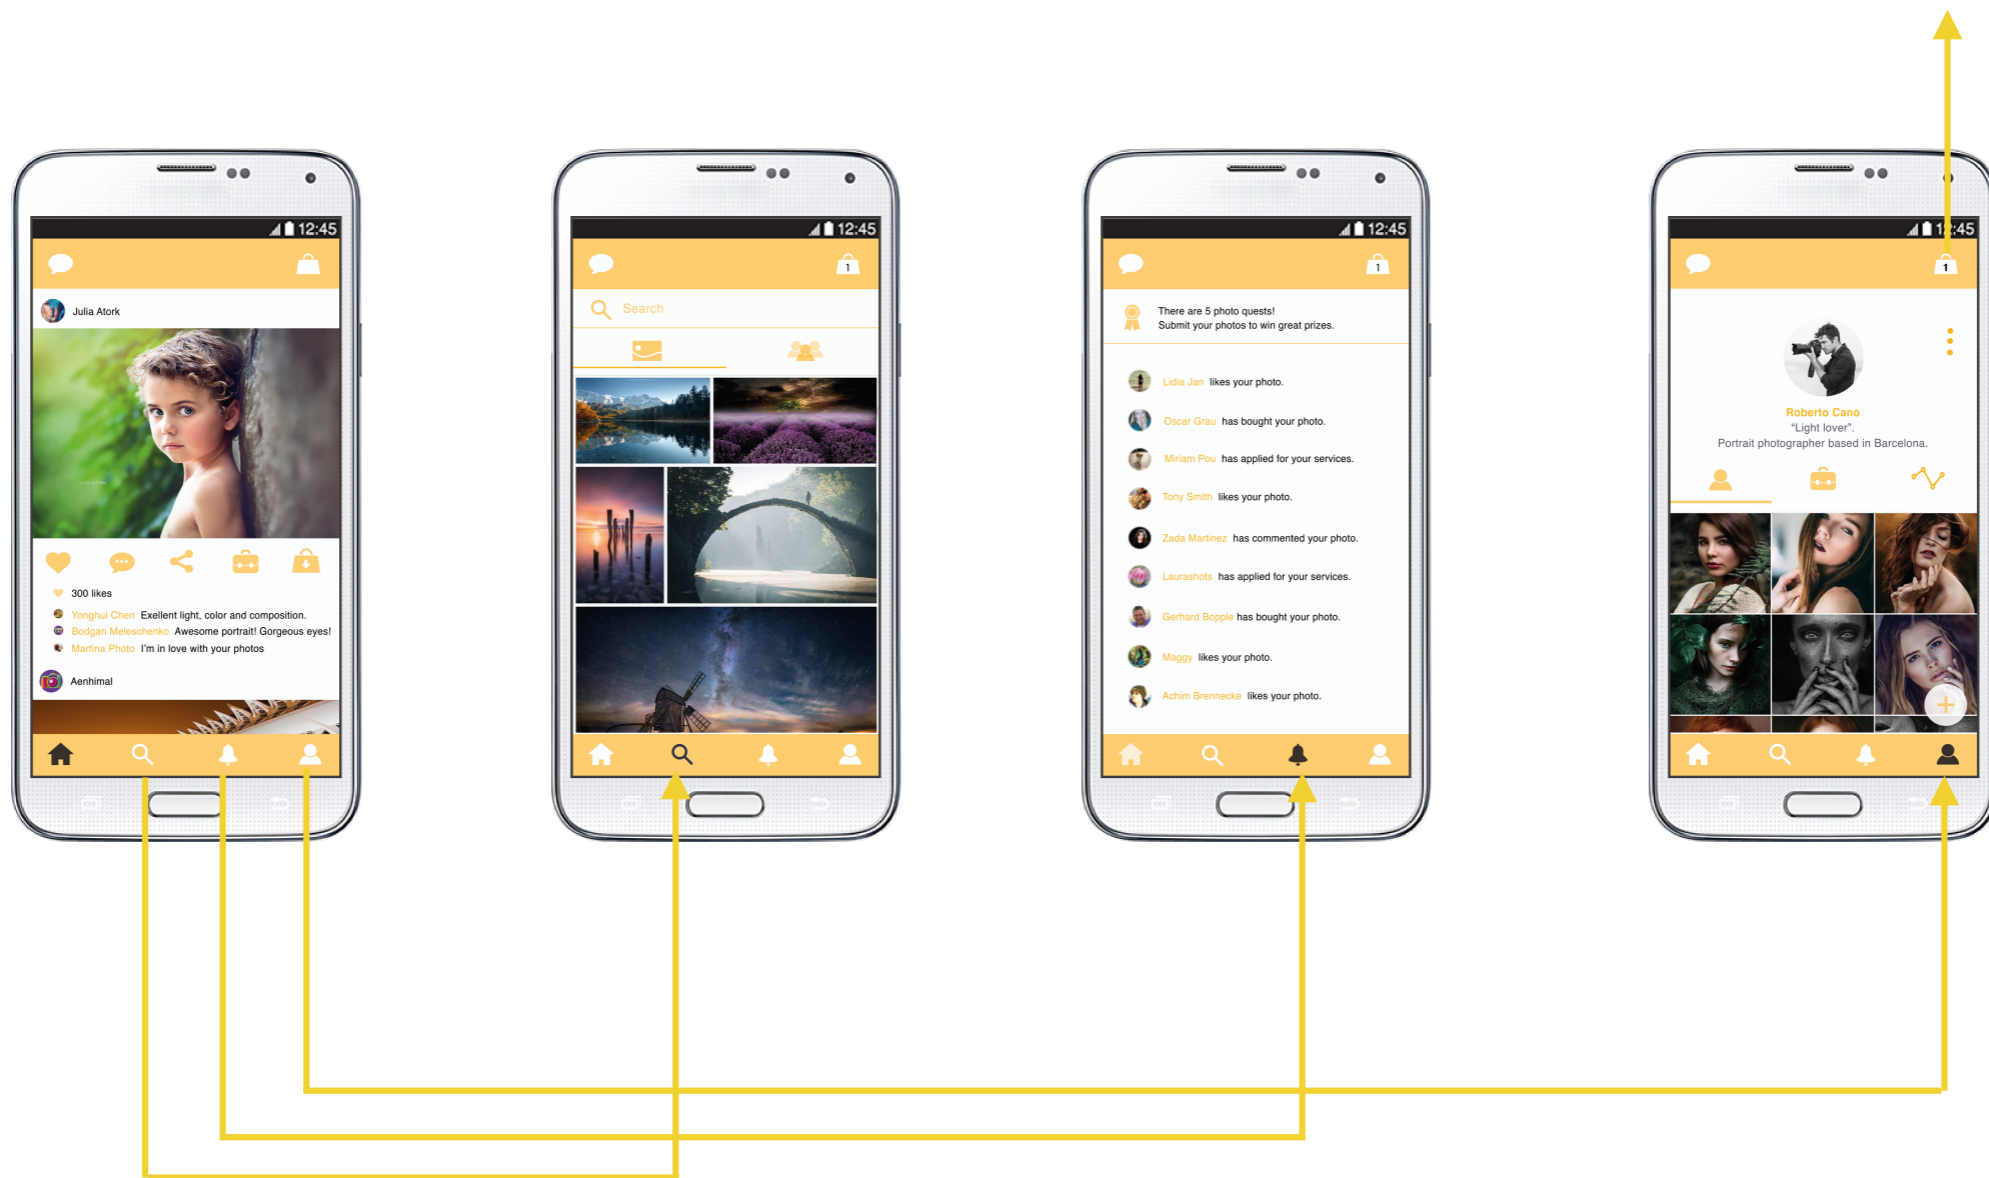 12:45
Julia Atork
300 likes
Yonghui Chen Exellent light, color and composition.
Bodgan Meleschenko Awesome portrait! Gorgeous eyes!
Martina Photo I'm in love with your photos
Aenhimal
12:45
1
Search
12:45
1
There are 5 photo quests!
Submit your photos to win great prizes.
Lidia Jan likes your photo.
Oscar Grau has bought your photo.
Miriam Pou has applied for your services.
Tony Smith likes your photo.
Zada Martinez has commented your photo.
Laurashots has applied for your services.
Gerhard Bopple has bought your photo.
Maggy likes your photo.
Achim Brennecke likes your photo.
12:45
1
Roberto Cano
“Light lover”.
Portrait photographer based in Barcelona.